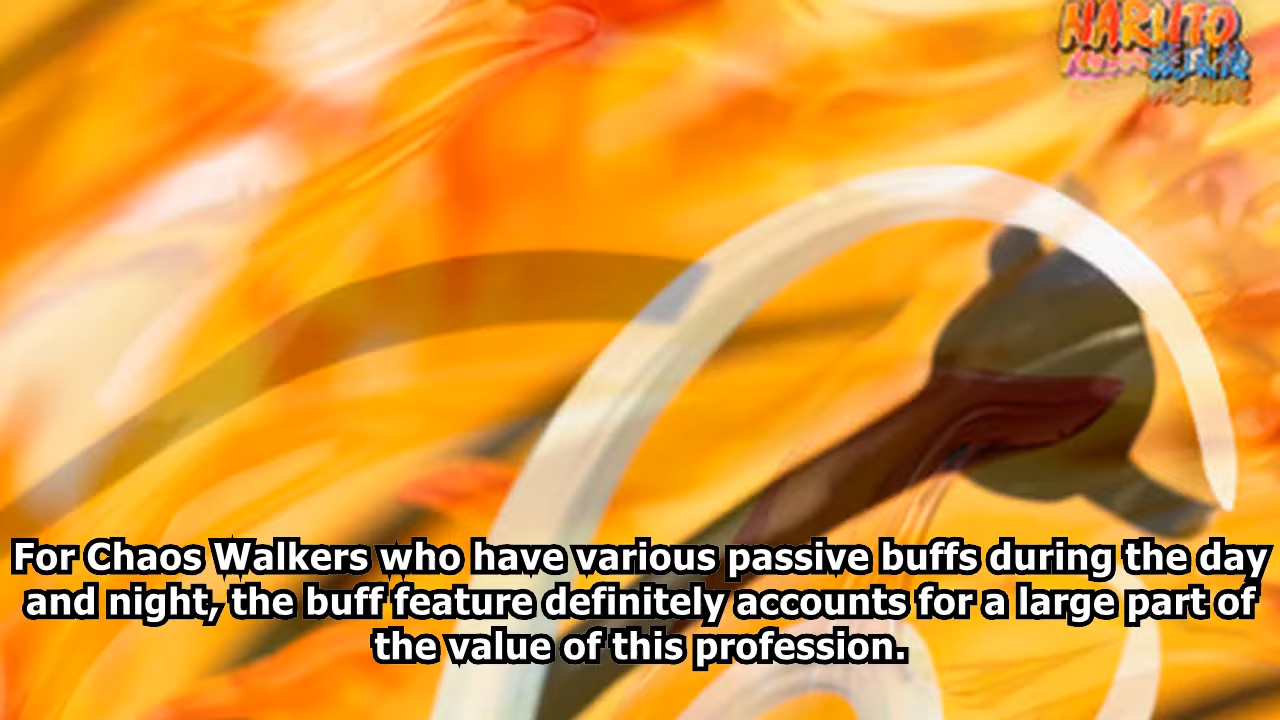 NARUTO
For Chaos Walkers who have various passive buffs during the day
and night, the buff feature definitely accounts for a large part of
the value of this profession.